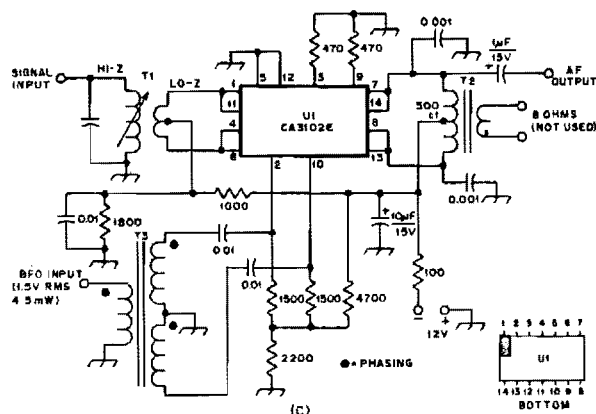 0.001
470 470
1µF
15V
HI-Z
T1
LO-Z
5 12 3 9
T2
SIGNAL
INPUT
AF
OUTPUT
1
11
4
6
U1
CA3102E
7
14
8
13
500
CT
8 OHMS
(NOT USED)
2 10
0.01
1800
1000
10µF
15V
0.001
T3
0.01
0.01
100
BFO INPUT
(1.5V RMS
4.5mW)
1500 1500 4700
- +
12V
2200
● = PHASING
1 2 3 4 5 6 7
U1
14 13 12 11 10 9 8
BOTTOM
(C)